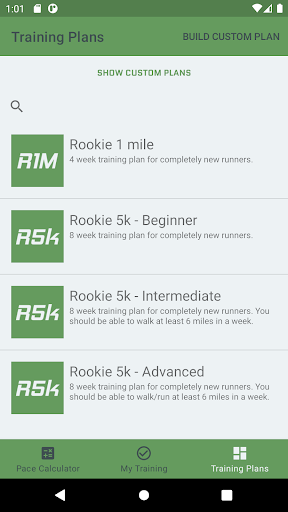 1:01
Training Plans
BUILD CUSTOM PLAN
SHOW CUSTOM PLANS
R1M
Rookie 1 mile
4 week training plan for completely new runners.
R5k
Rookie 5k - Beginner
8 week training plan for completely new runners.
R5k
Rookie 5k - Intermediate
8 week training plan for completely new runners. You
should be able to walk at least 6 miles in a week.
R5k
Rookie 5k - Advanced
8 week training plan for completely new runners. You
should be able to walk/run at least 6 miles in a week.
Pace Calculator
My Training
Training Plans